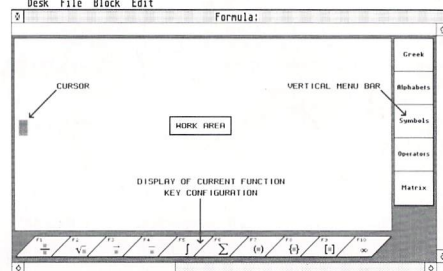 Desk File Block Edit
Formula:
Greek
CURSOR
VERTICAL MENU BAR
Alphabets
Symbols
WORK AREA
Operators
DISPLAY OF CURRENT FUNCTION
KEY CONFIGURATION
Matrix
F1 F2 F3 F4 F5 F6 F7 F8 F9 F10
√ ∫ ∑ (=) {=} [=] ∞